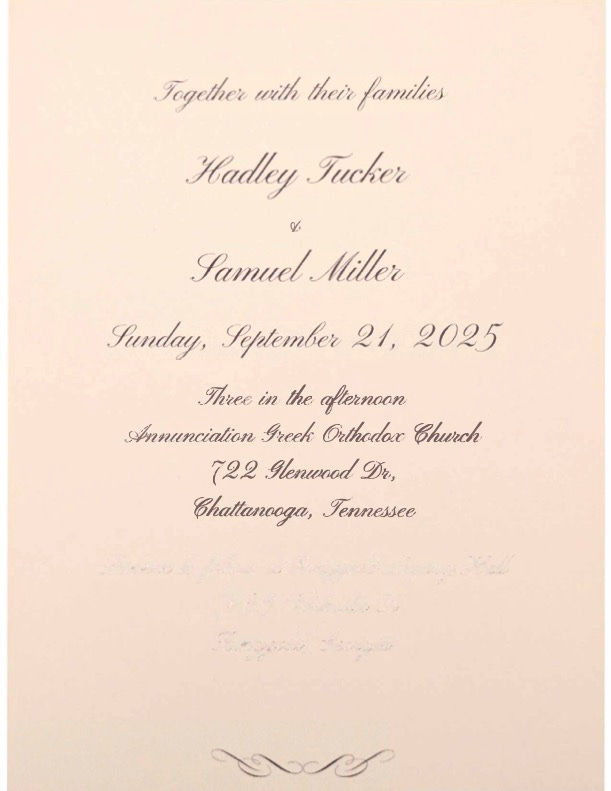 Together with their families
Hadley Tucker
&
Samuel Miller
Sunday, September 21, 2025
Three in the afternoon
Annunciation Greek Orthodox Church
722 Glenwood Dr,
Chattanooga, Tennessee